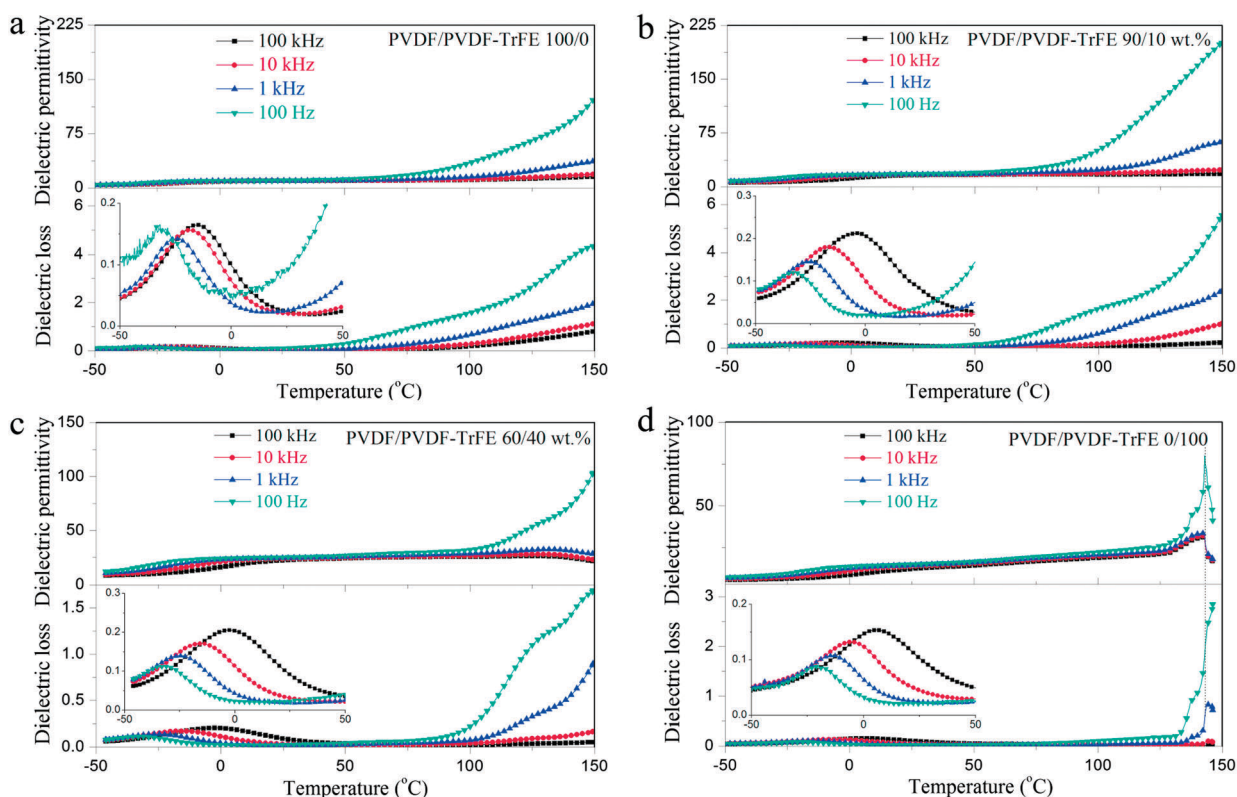 a
PVDF/PVDF-TrFE 100/0
100 kHz
10 kHz
1 kHz
100 Hz
Dielectric permittivity
225
150
75
0
Dielectric loss
6
4
2
0
0.2
0.1
0.0
-50 0 50
-50 0 50 100 150
Temperature (°C)
b
PVDF/PVDF-TrFE 90/10 wt.%
100 kHz
10 kHz
1 kHz
100 Hz
Dielectric permittivity
225
150
75
0
Dielectric loss
6
4
2
0
0.3
0.2
0.1
0.0
-50 0 50
-50 0 50 100 150
Temperature (°C)
c
PVDF/PVDF-TrFE 60/40 wt.%
100 kHz
10 kHz
1 kHz
100 Hz
Dielectric permittivity
150
100
75
50
25
0
Dielectric loss
1.5
1.0
0.5
0.0
0.3
0.2
0.1
0.0
-50 0 50
-50 0 50 100 150
Temperature (°C)
d
PVDF/PVDF-TrFE 0/100
100 kHz
10 kHz
1 kHz
100 Hz
Dielectric permittivity
100
50
0
Dielectric loss
3
2
1
0
0.2
0.1
0.0
-50 0 50
-50 0 50 100 150
Temperature (°C)